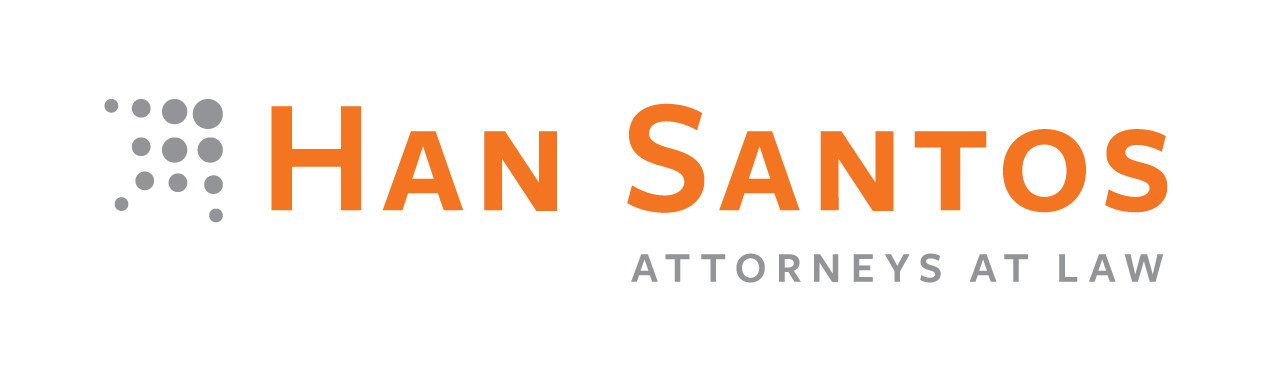 HAN SANTOS
ATTORNEYS AT LAW